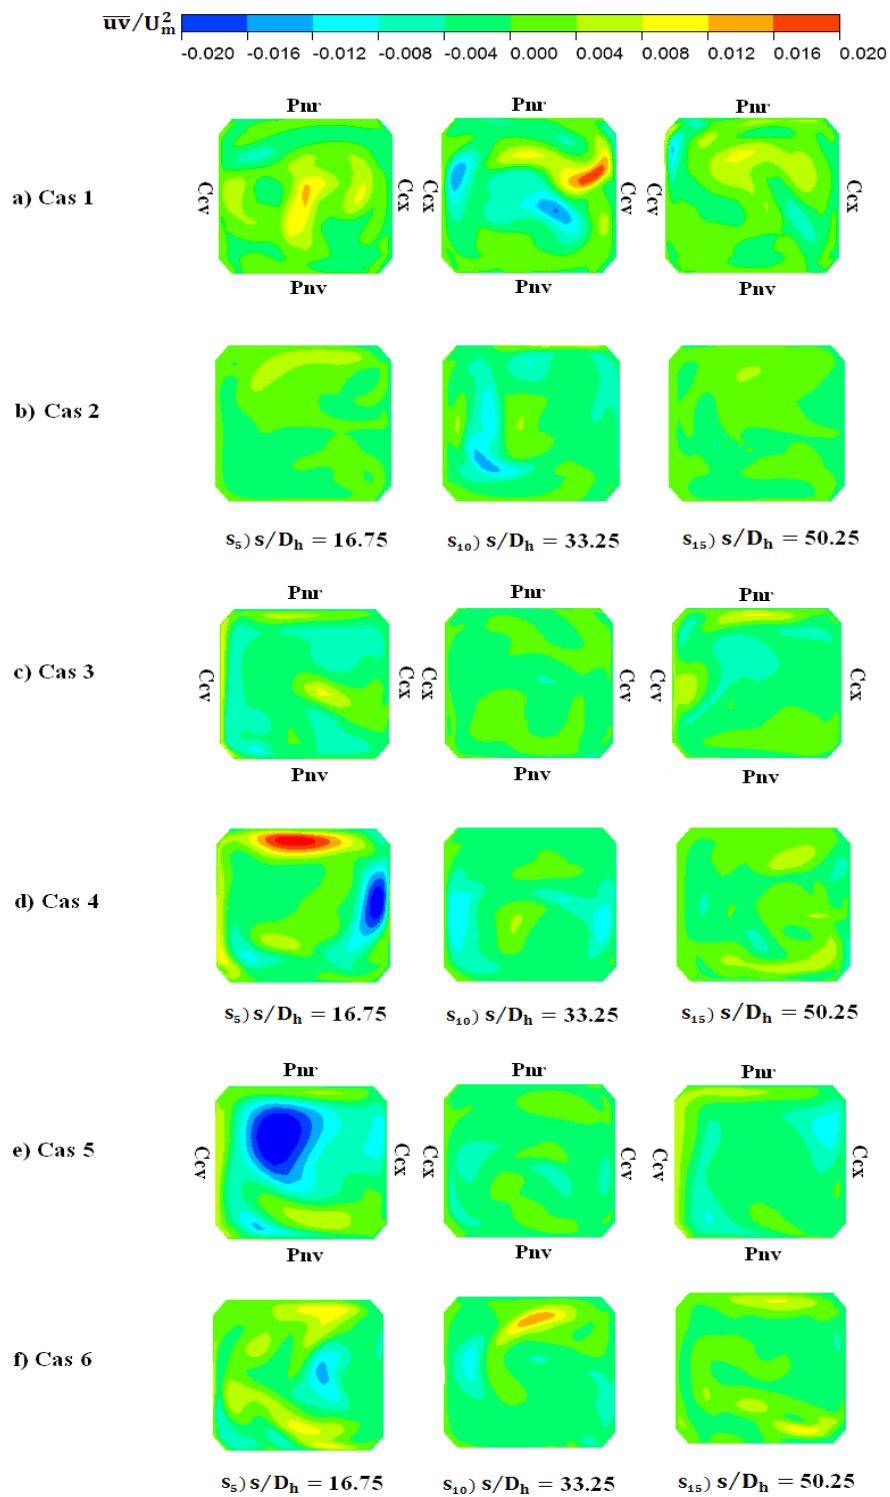 u̅v̅/U²ₘ
-0.020 -0.016 -0.012 -0.008 -0.004 0.000 0.004 0.008 0.012 0.016 0.020
Pnr Pnr Pnr
a) Cas 1 Ccv Ccx Ccx Ccv Ccv Ccx
Pnv Pnv Pnv
b) Cas 2
s₅) s/Dₕ = 16.75 s₁₀) s/Dₕ = 33.25 s₁₅) s/Dₕ = 50.25
Pnr Pnr Pnr
c) Cas 3 Ccv Ccx Ccx Ccv Ccv Ccx
Pnv Pnv Pnv
d) Cas 4
s₅) s/Dₕ = 16.75 s₁₀) s/Dₕ = 33.25 s₁₅) s/Dₕ = 50.25
Pnr Pnr Pnr
e) Cas 5 Ccv Ccx Ccx Ccv Ccv Ccx
Pnv Pnv Pnv
f) Cas 6
s₅) s/Dₕ = 16.75 s₁₀) s/Dₕ = 33.25 s₁₅) s/Dₕ = 50.25